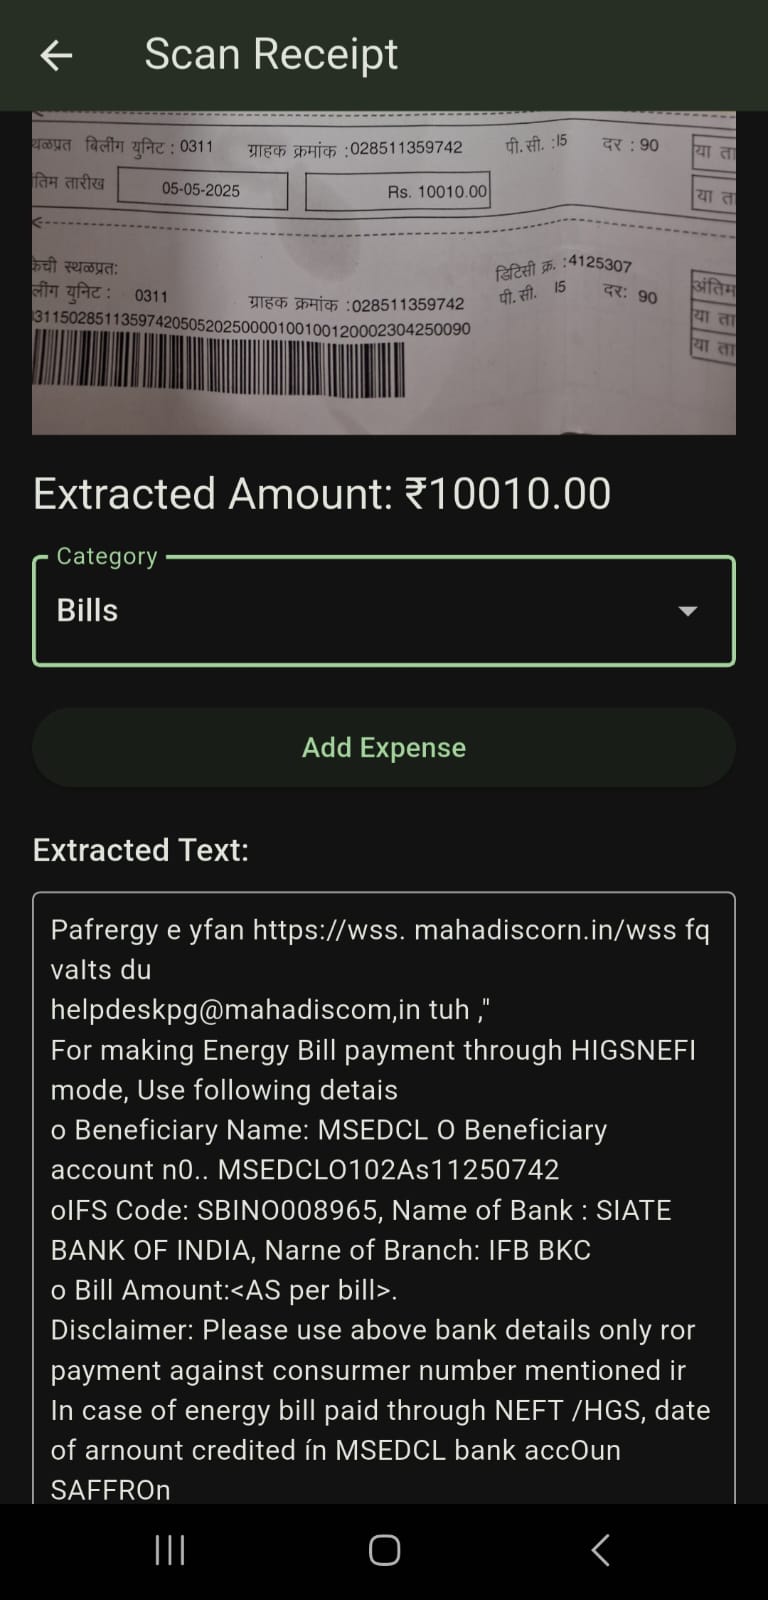 Scan Receipt
स्थळप्रत बिलींग युनिट : 0311 ग्राहक क्रमांक :028511359742 पी.सी. :15 दर : 90
या ता
तिम तारीख 05-05-2025 Rs. 10010.00
या ता
केची स्थळप्रत: डिटिसी क्र. :4125307
लींग युनिट : 0311 ग्राहक क्रमांक :028511359742 पी.सी. 15 दर: 90
अंतिम
या ता
या ता
03115028511359742050520250000100100120002304250090
Extracted Amount: ₹10010.00
Category
Bills
Add Expense
Extracted Text:
Pafrergy e yfan https://wss. mahadiscorn.in/wss fq
valts du
helpdeskpg@mahadiscom,in tuh ,"
For making Energy Bill payment through HIGSNEFI
mode, Use following detais
o Beneficiary Name: MSEDCL O Beneficiary
account n0.. MSEDCLO102As11250742
oIFS Code: SBINO008965, Name of Bank : SIATE
BANK OF INDIA, Narne of Branch: IFB BKC
o Bill Amount:<AS per bill>.
Disclaimer: Please use above bank details only ror
payment against consurmer number mentioned ir
In case of energy bill paid through NEFT /HGS, date
of arnount credited ín MSEDCL bank accOun
SAFFROn